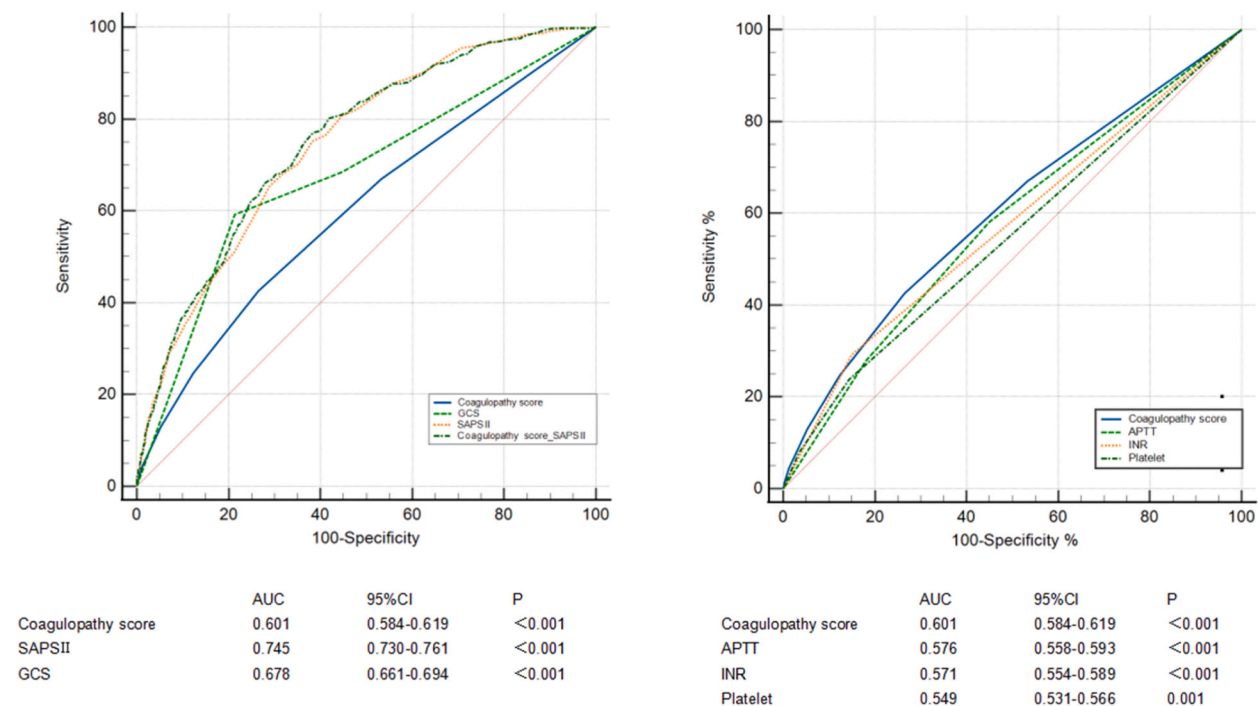 100
80
60
40
20
0
Sensitivity
0 20 40 60 80 100
100-Specificity
Coagulopathy score
GCS
SAPSII
Coagulopathy score_SAPSII
AUC 95%CI P
Coagulopathy score 0.601 0.584-0.619 <0.001
SAPSII 0.745 0.730-0.761 <0.001
GCS 0.678 0.661-0.694 <0.001
100
80
60
40
20
0
Sensitivity %
0 20 40 60 80 100
100-Specificity %
Coagulopathy score
APTT
INR
Platelet
AUC 95%CI P
Coagulopathy score 0.601 0.584-0.619 <0.001
APTT 0.576 0.558-0.593 <0.001
INR 0.571 0.554-0.589 <0.001
Platelet 0.549 0.531-0.566 0.001